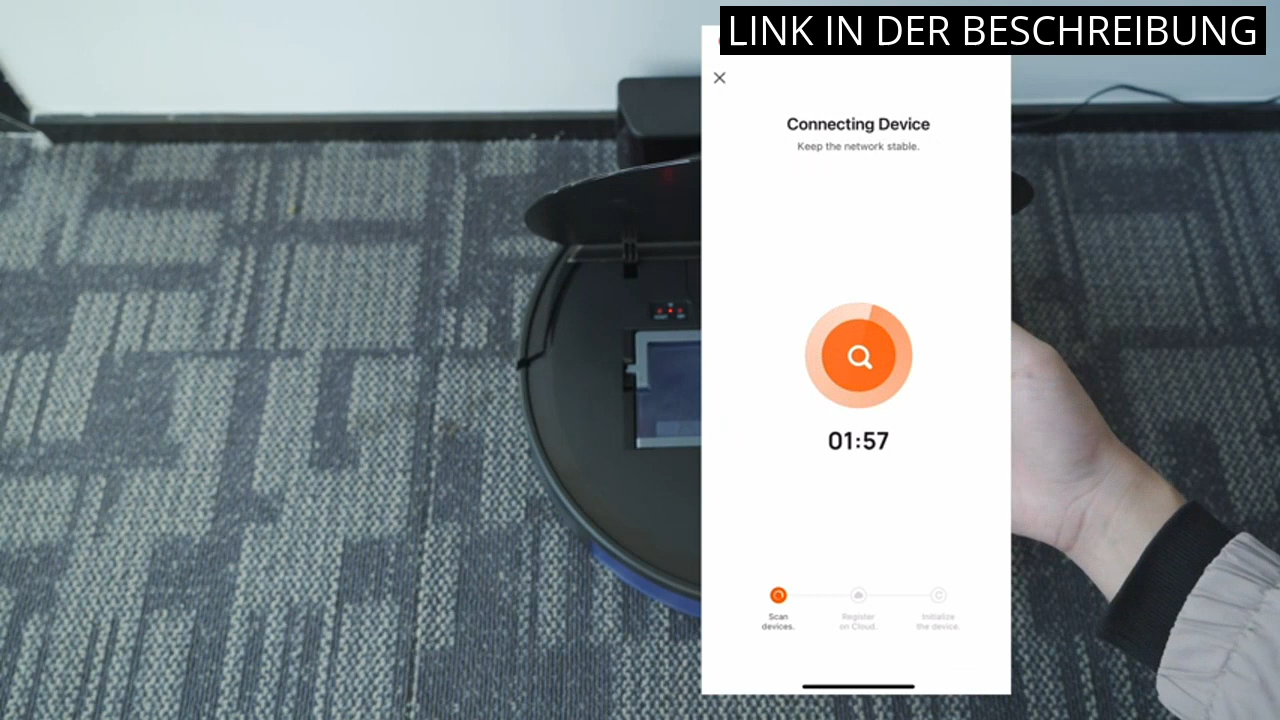 LINK IN DER BESCHREIBUNG
Connecting Device
Keep the network stable.
01:57
Scan
devices.
Register
on Cloud.
Initialize
the device.